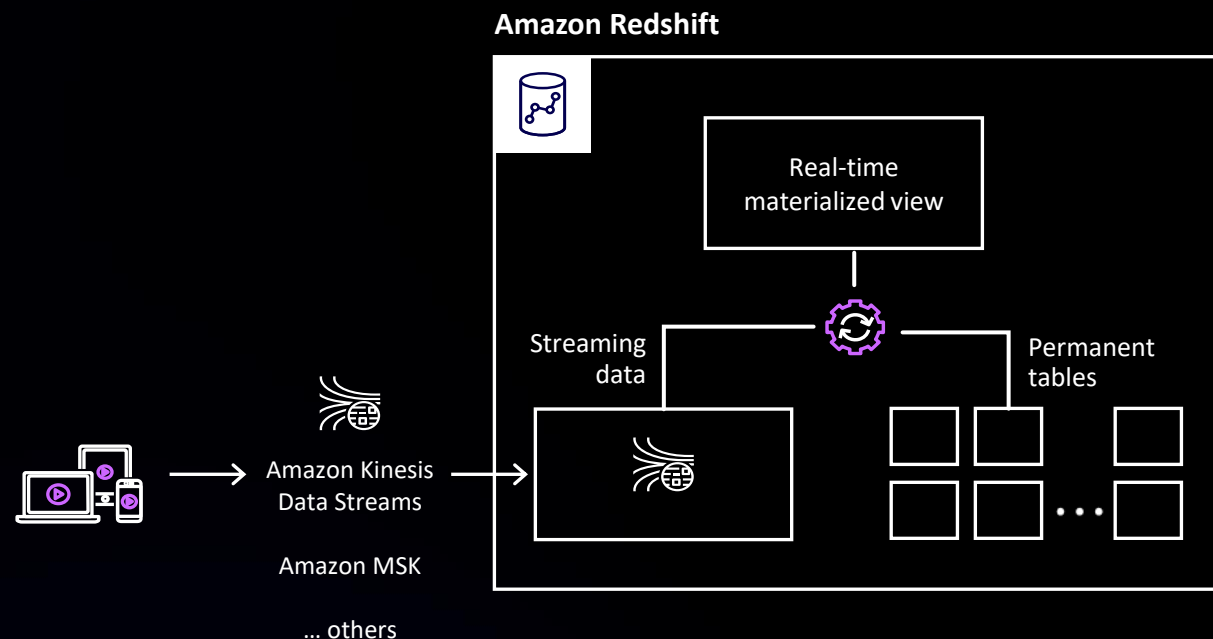 Amazon Redshift
Real-time
materialized view
Streaming
data
Permanent
tables
Amazon Kinesis
Data Streams
Amazon MSK
... others